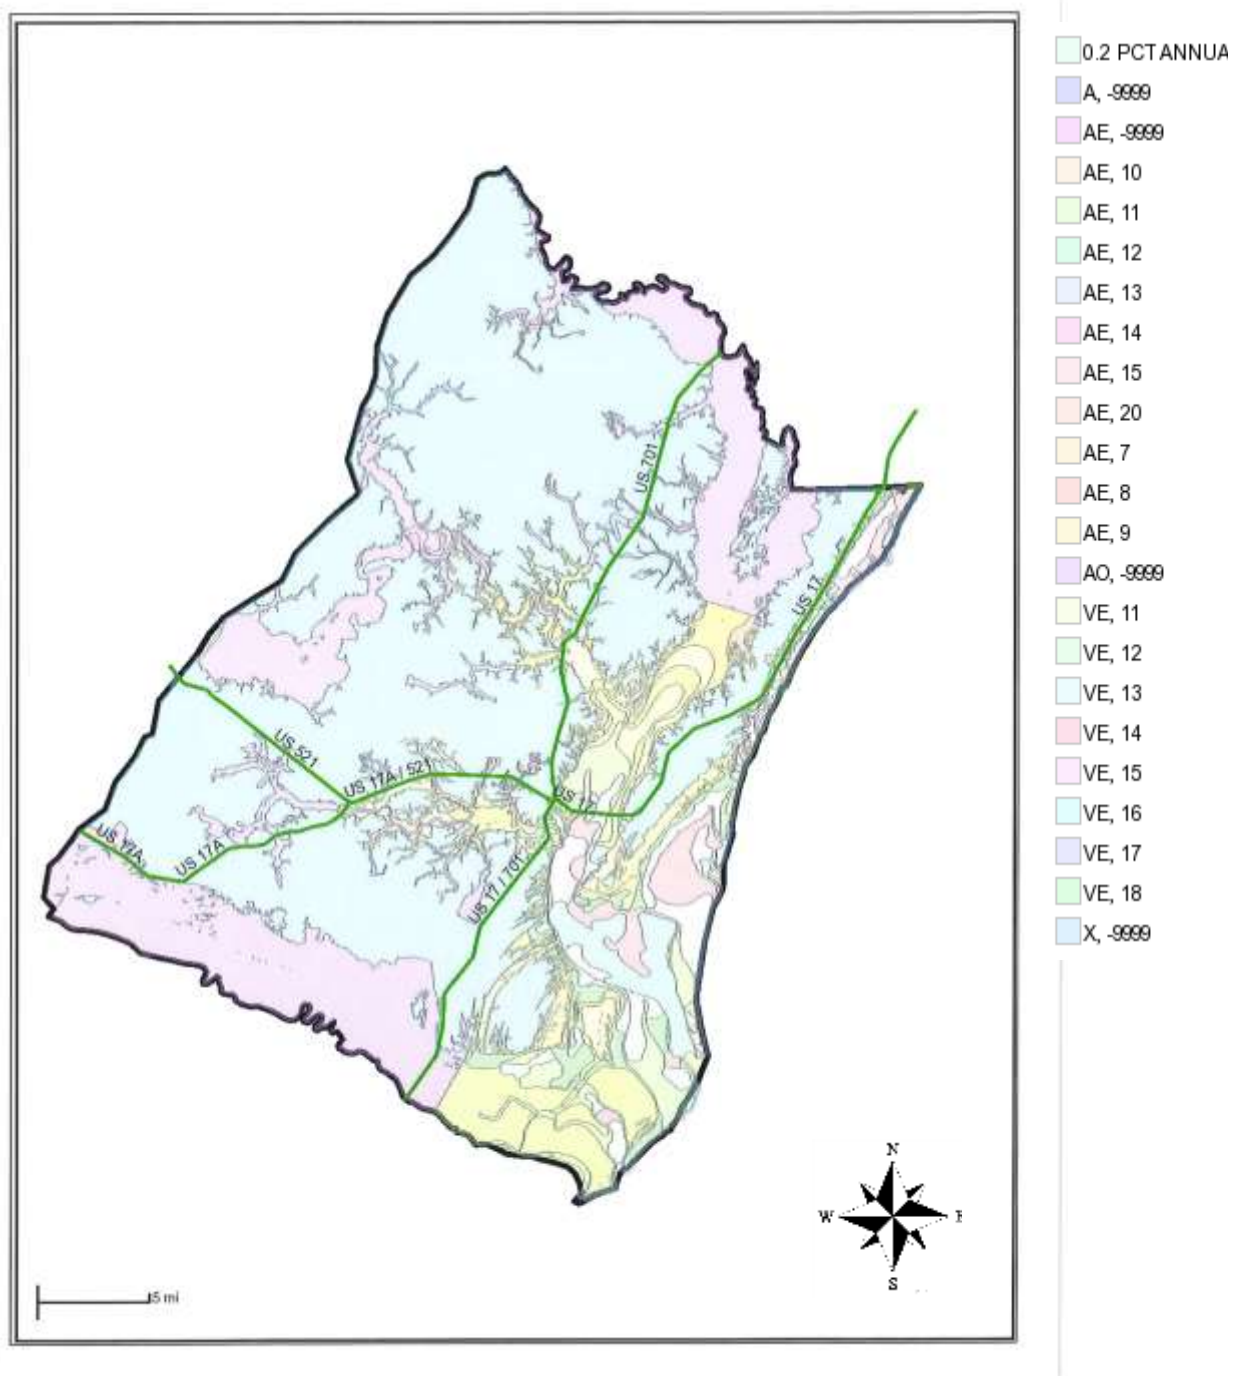 0.2 PCT ANNUA
A, -9999
AE, -9999
AE, 10
AE, 11
AE, 12
AE, 13
AE, 14
AE, 15
AE, 20
AE, 7
AE, 8
AE, 9
AO, -9999
VE, 11
VE, 12
VE, 13
VE, 14
VE, 15
VE, 16
VE, 17
VE, 18
X, -9999
US 701
US 17
US 521
US 17A / 521
US 17
US 17A
US 17A
US 17 / 701
N
W
S
5 mi